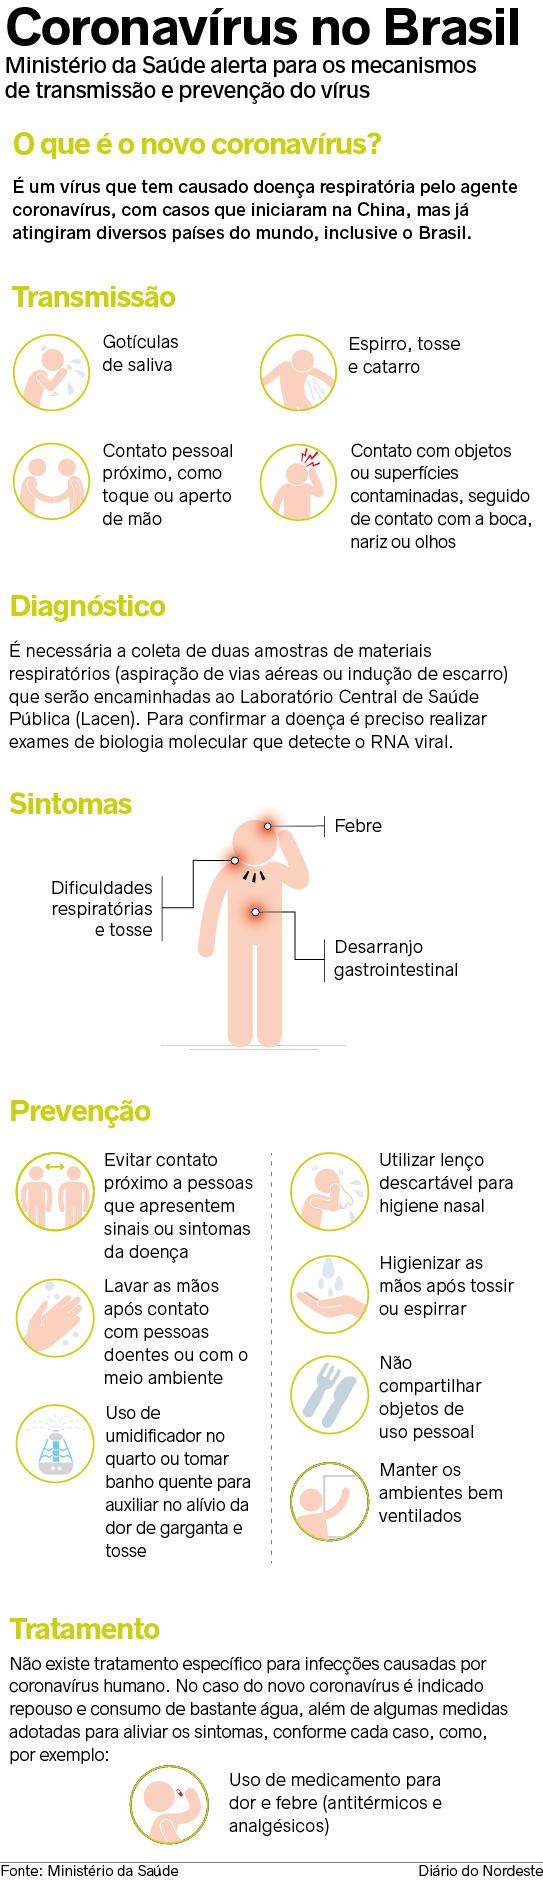 Coronavírus no Brasil
Ministério da Saúde alerta para os mecanismos
de transmissão e prevenção do vírus
O que é o novo coronavírus?
É um vírus que tem causado doença respiratória pelo agente
coronavírus, com casos que iniciaram na China, mas já
atingiram diversos países do mundo, inclusive o Brasil.
Transmissão
Gotículas
de saliva
Espirro, tosse
e catarro
Contato pessoal
próximo, como
toque ou aperto
de mão
Contato com objetos
ou superfícies
contaminadas, seguido
de contato com a boca,
nariz ou olhos
Diagnóstico
É necessária a coleta de duas amostras de materiais
respiratórios (aspiração de vias aéreas ou indução de escarro)
que serão encaminhadas ao Laboratório Central de Saúde
Pública (Lacen). Para confirmar a doença é preciso realizar
exames de biologia molecular que detecte o RNA viral.
Sintomas
Febre
Dificuldades
respiratórias
e tosse
Desarranjo
gastrointestinal
Prevenção
Evitar contato
próximo a pessoas
que apresentem
sinais ou sintomas
da doença
Lavar as mãos
após contato
com pessoas
doentes ou com o
meio ambiente
Uso de
umidificador no
quarto ou tomar
banho quente para
auxiliar no alívio da
dor de garganta e
tosse
Utilizar lenço
descartável para
higiene nasal
Higienizar as
mãos após tossir
ou espirrar
Não
compartilhar
objetos de
uso pessoal
Manter os
ambientes bem
ventilados
Tratamento
Não existe tratamento específico para infecções causadas por
coronavírus humano. No caso do novo coronavírus é indicado
repouso e consumo de bastante água, além de algumas medidas
adotadas para aliviar os sintomas, conforme cada caso, como,
por exemplo:
Uso de medicamento para
dor e febre (antitérmicos e
analgésicos)
Fonte: Ministério da Saúde
Diário do Nordeste